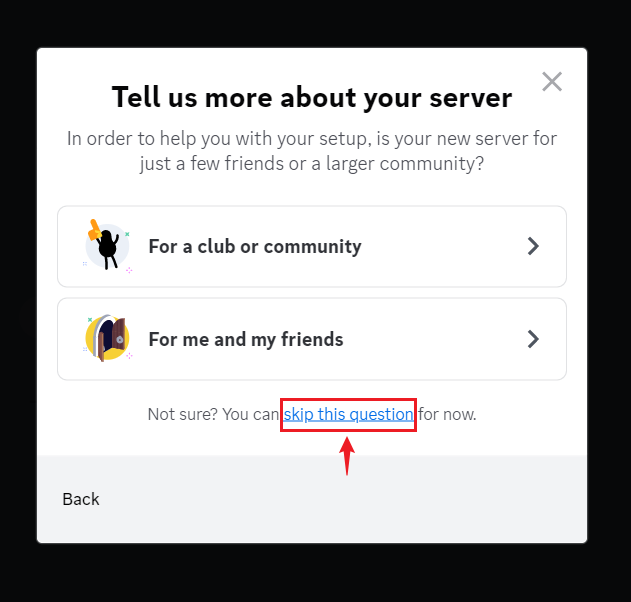 Tell us more about your server
In order to help you with your setup, is your new server for
just a few friends or a larger community?
For a club or community
For me and my friends
Not sure? You can skip this question for now.
Back